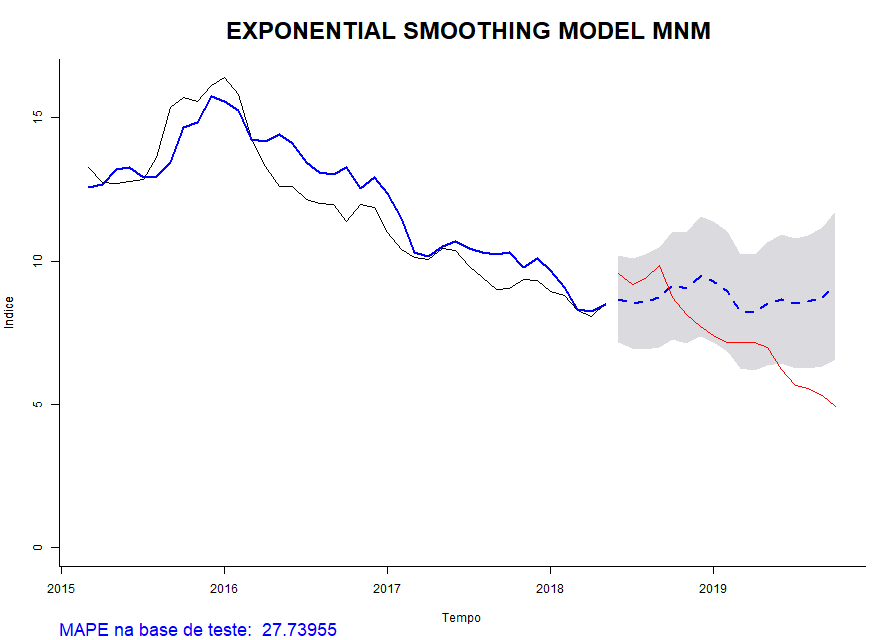 EXPONENTIAL SMOOTHING MODEL MNM
15
10
5
0
Indice
2015 2016 2017 2018 2019
Tempo
MAPE na base de teste: 27.73955